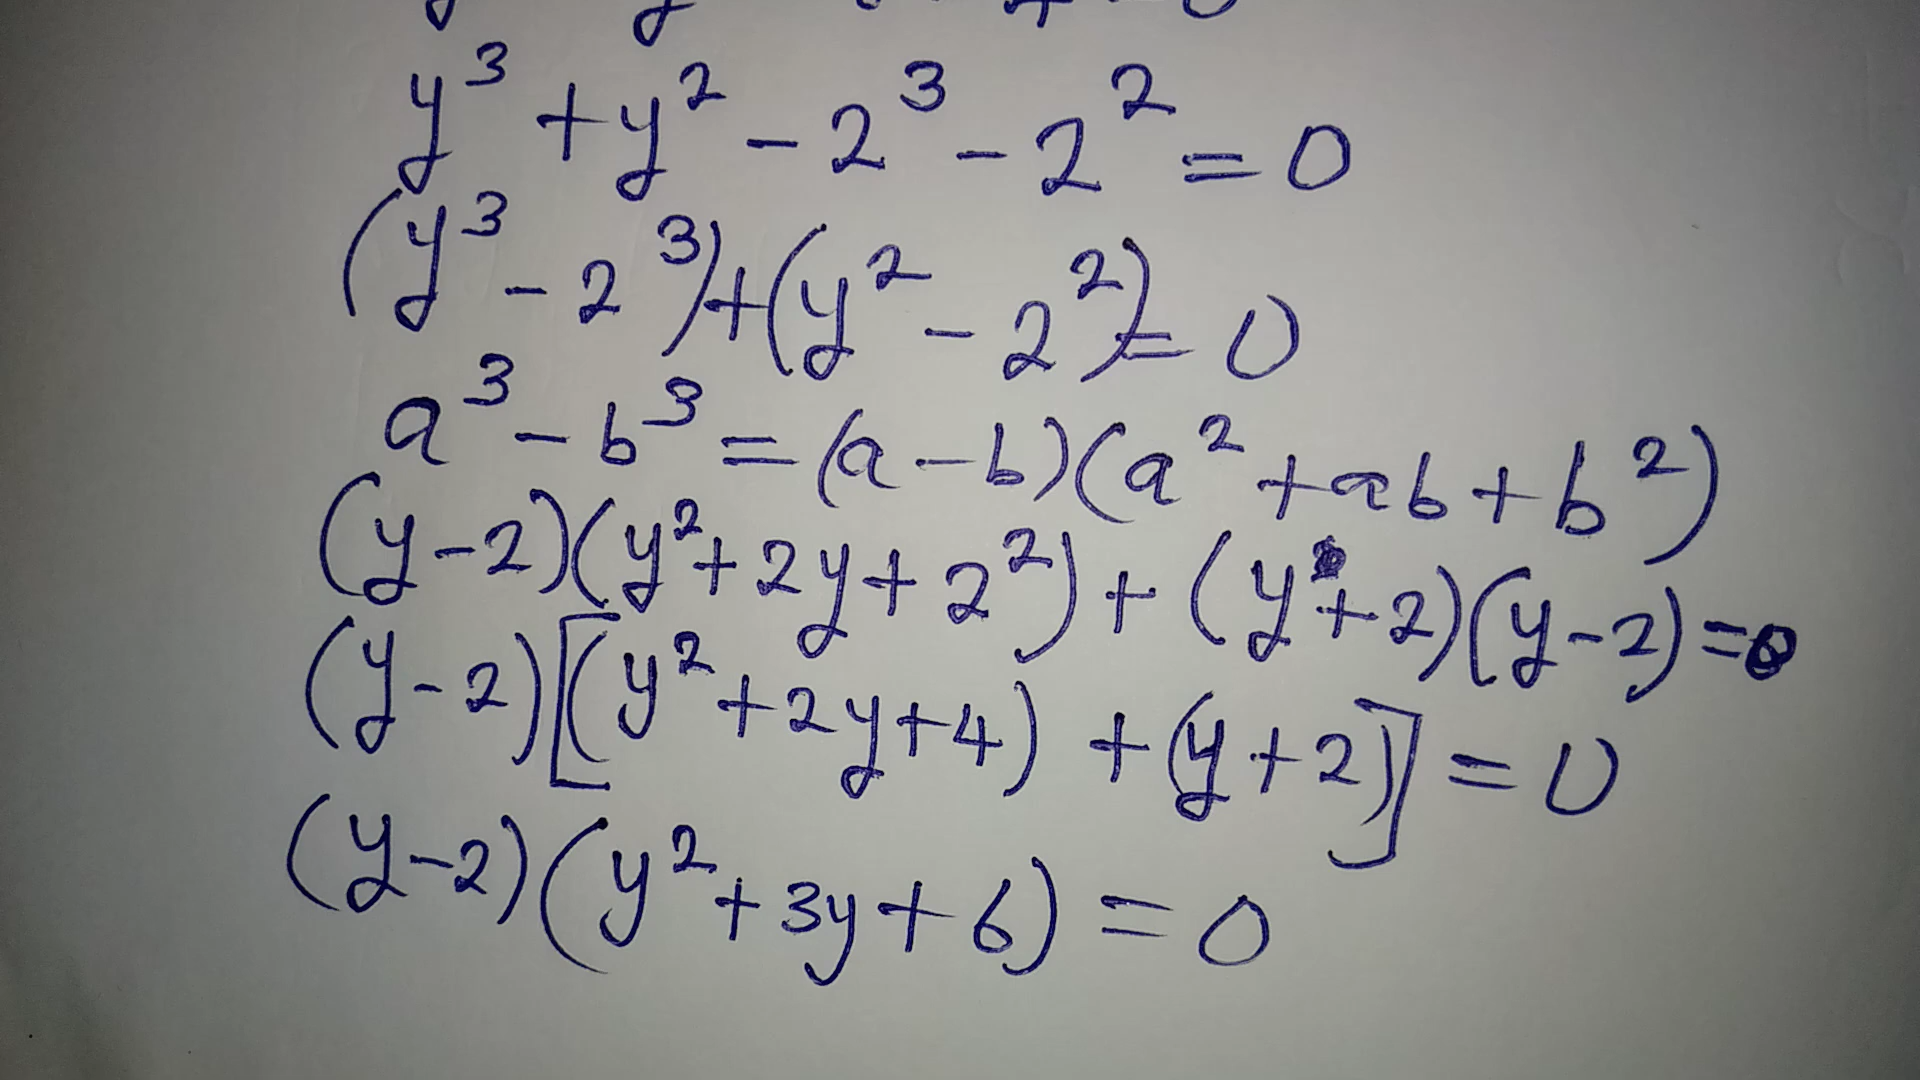 y³ + y² - 2³ - 2² = 0
(y³ - 2³) + (y² - 2²) = 0
a³ - b³ = (a - b)(a² + ab + b²)
(y - 2)(y² + 2y + 2²) + (y + 2)(y - 2) = 0
(y - 2)[(y² + 2y + 4) + (y + 2)] = 0
(y - 2)(y² + 3y + 6) = 0